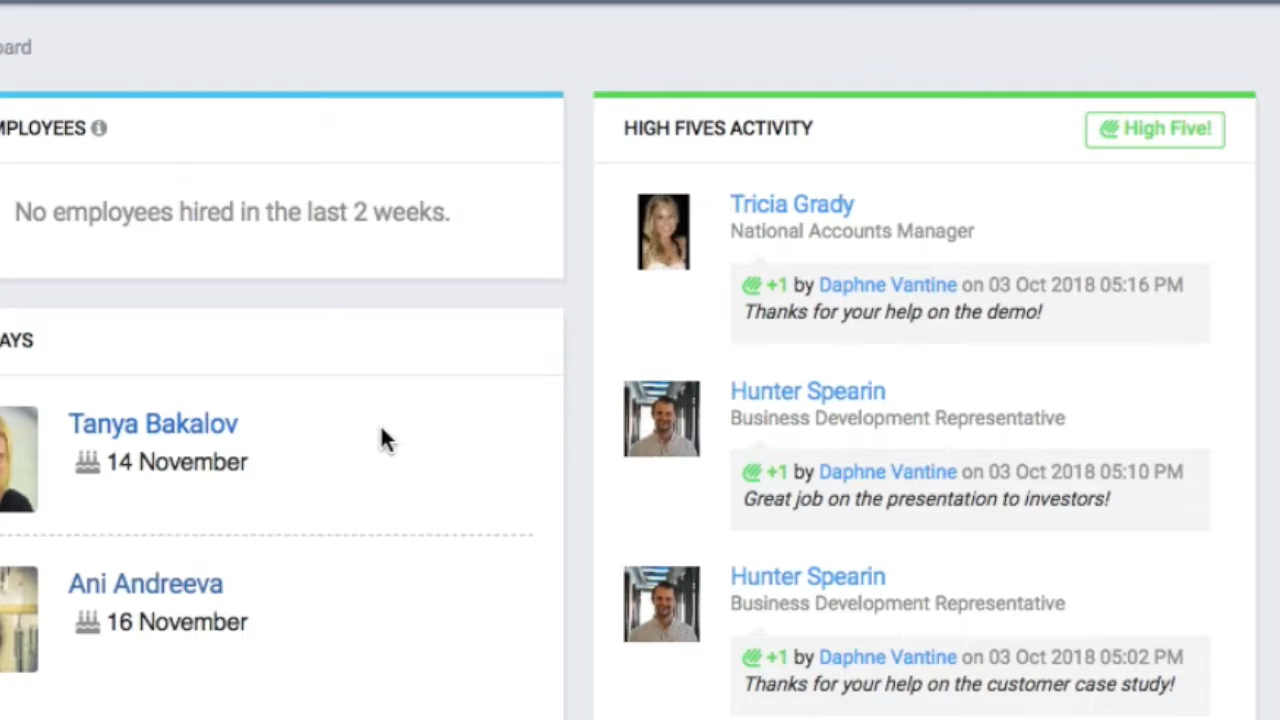 oard
MPLOYEES
No employees hired in the last 2 weeks.
AYS
Tanya Bakalov
14 November
Ani Andreeva
16 November
HIGH FIVES ACTIVITY
High Five!
Tricia Grady
National Accounts Manager
+1 by Daphne Vantine on 03 Oct 2018 05:16 PM
Thanks for your help on the demo!
Hunter Spearin
Business Development Representative
+1 by Daphne Vantine on 03 Oct 2018 05:10 PM
Great job on the presentation to investors!
Hunter Spearin
Business Development Representative
+1 by Daphne Vantine on 03 Oct 2018 05:02 PM
Thanks for your help on the customer case study!